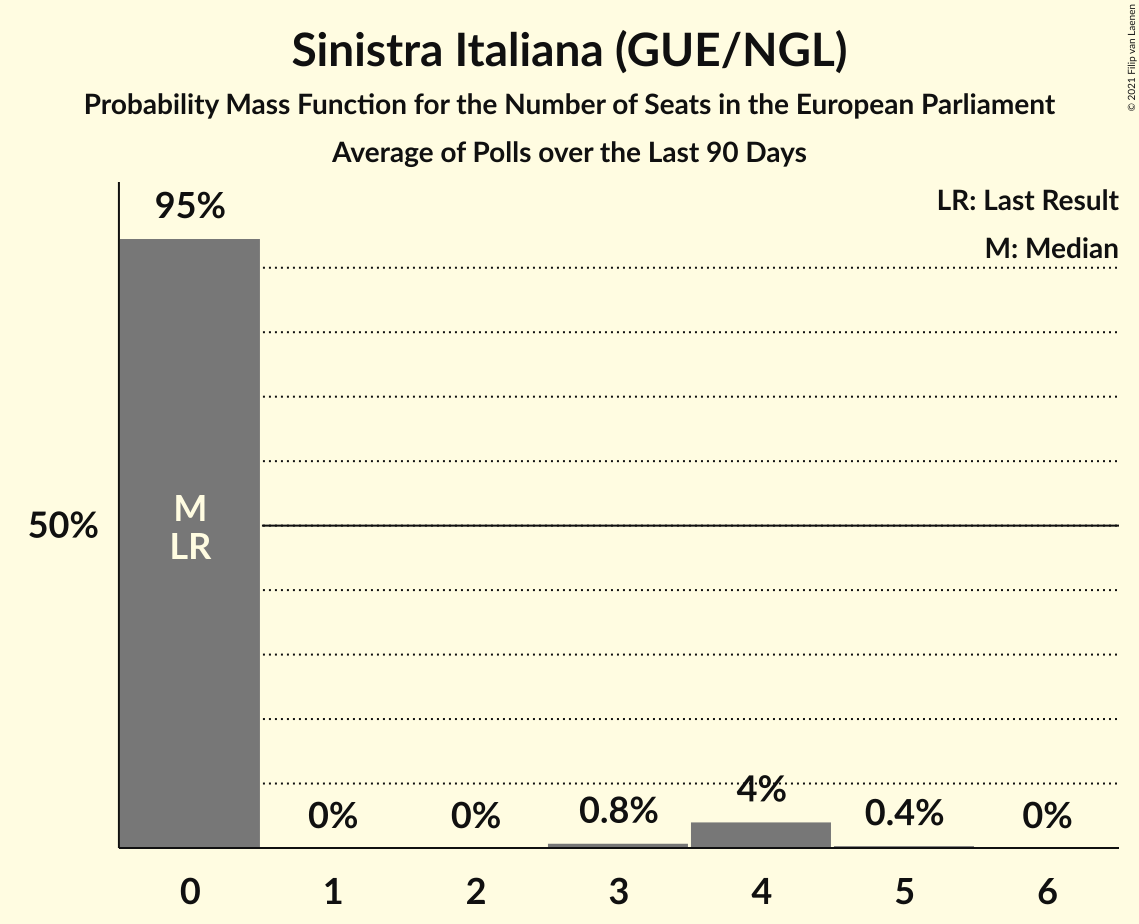 Sinistra Italiana (GUE/NGL)
Probability Mass Function for the Number of Seats in the European Parliament
Average of Polls over the Last 90 Days
© 2021 Filip van Laenen
LR: Last Result
M: Median
95%
50%
M
LR
0%
0%
0.8%
4%
0.4%
0%
0
1
2
3
4
5
6